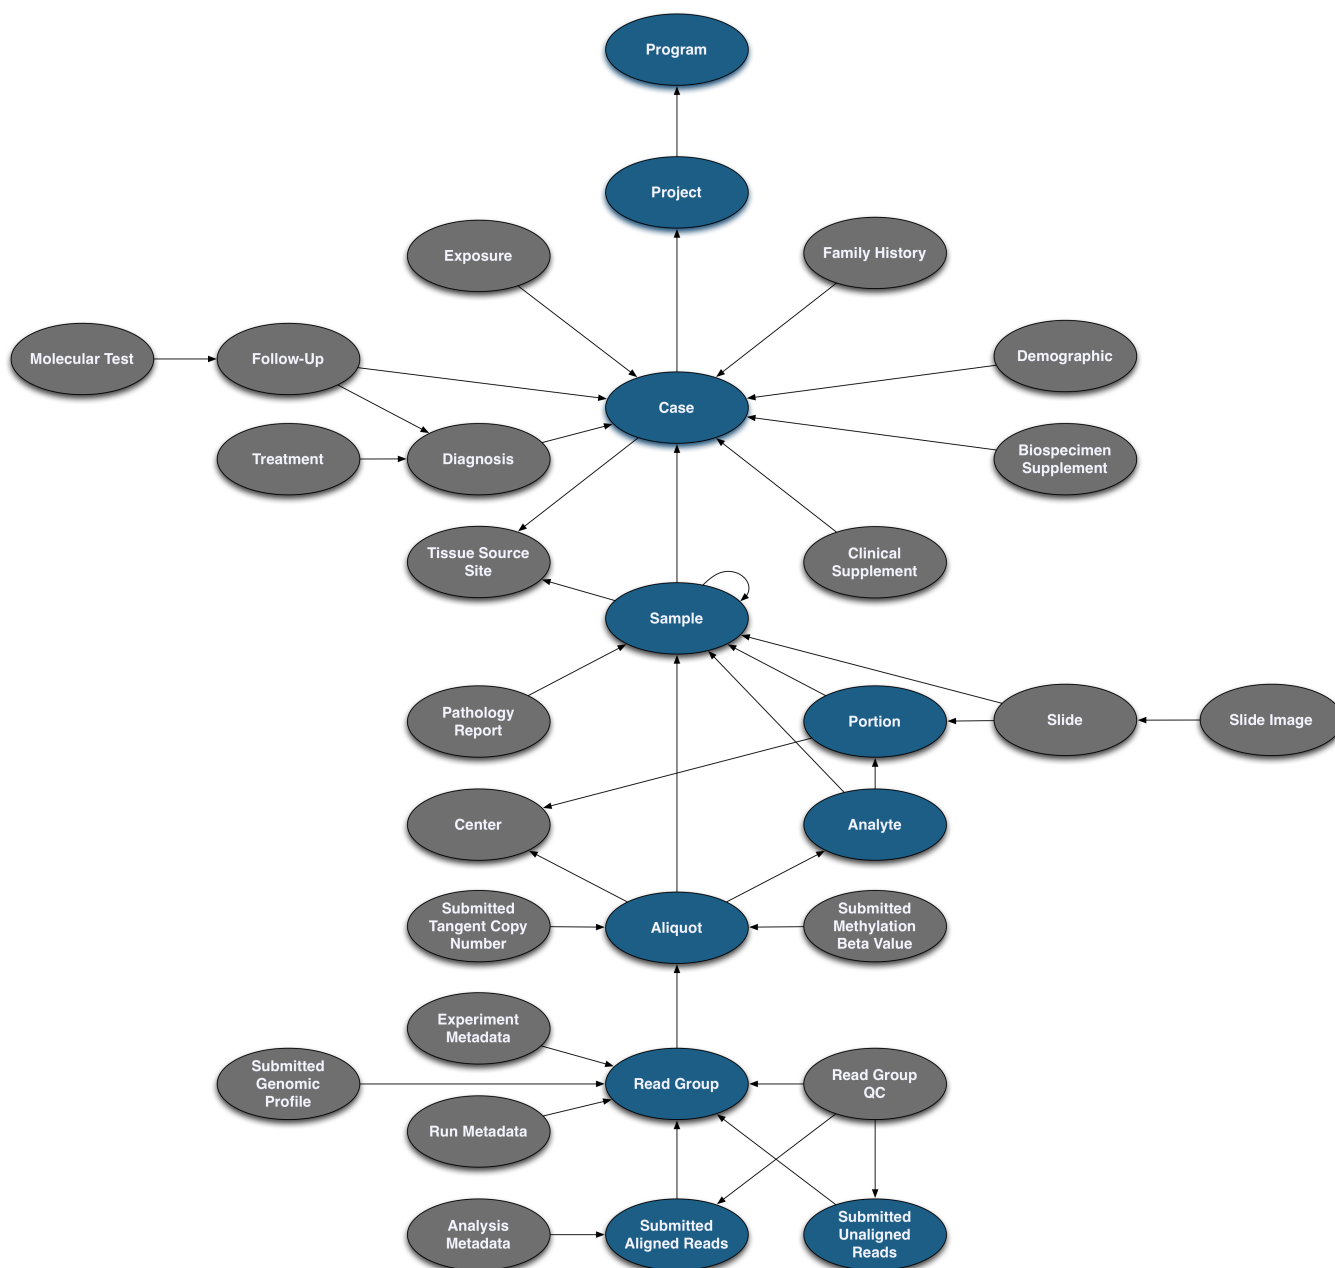 Program
Project
Exposure
Family History
Molecular Test
Follow-Up
Demographic
Case
Treatment
Diagnosis
Biospecimen
Supplement
Tissue Source
Site
Clinical
Supplement
Sample
Pathology
Report
Portion
Slide
Slide Image
Center
Analyte
Submitted
Tangent Copy
Number
Aliquot
Submitted
Methylation
Beta Value
Experiment
Metadata
Submitted
Genomic
Profile
Read Group
Read Group
QC
Run Metadata
Analysis
Metadata
Submitted
Aligned Reads
Submitted
Unaligned
Reads